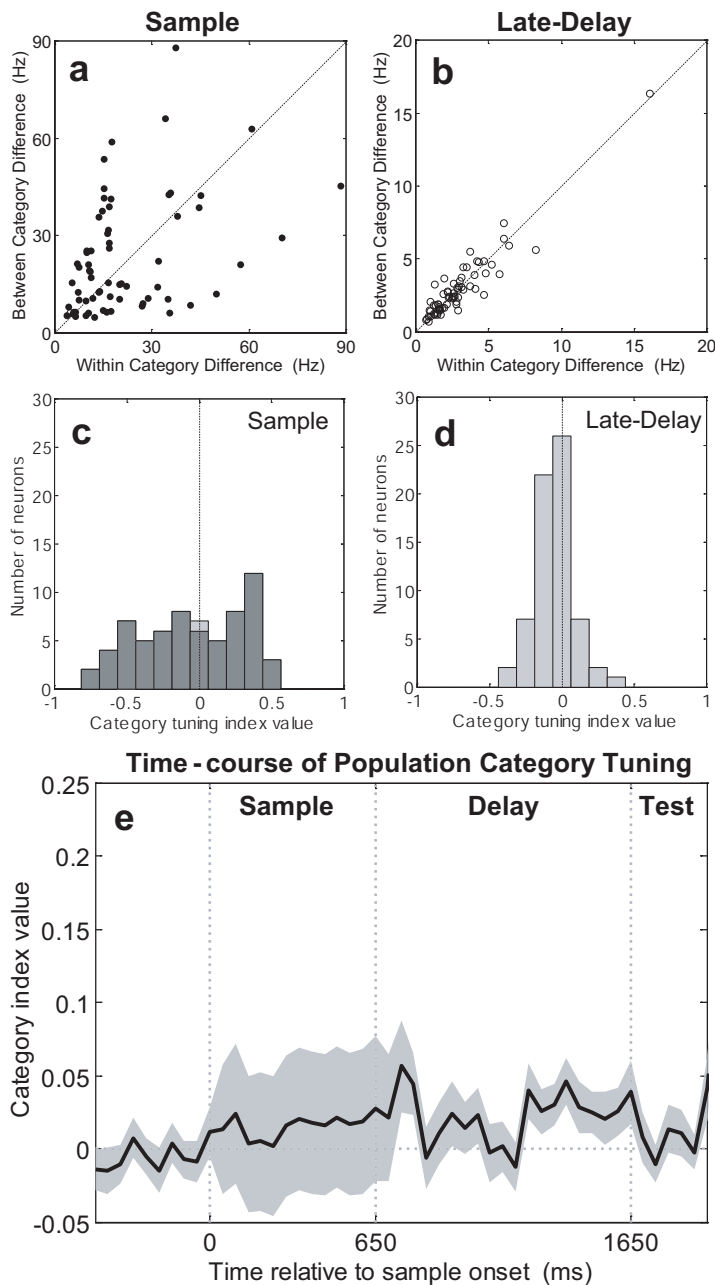 Sample
Late-Delay
a
90
60
30
0
0
30
60
90
Between Category Difference (Hz)
Within Category Difference (Hz)
b
20
15
10
5
0
0
5
10
15
20
Between Category Difference (Hz)
Within Category Difference (Hz)
c
Sample
30
25
20
15
10
5
0
-1
-0.5
0
0.5
1
Number of neurons
Category tuning index value
d
Late-Delay
30
25
20
15
10
5
0
-1
-0.5
0
0.5
1
Number of neurons
Category tuning index value
Time-course of Population Category Tuning
e
Sample
Delay
Test
0.25
0.2
0.15
0.1
0.05
0
-0.05
Category index value
0
650
1650
Time relative to sample onset (ms)